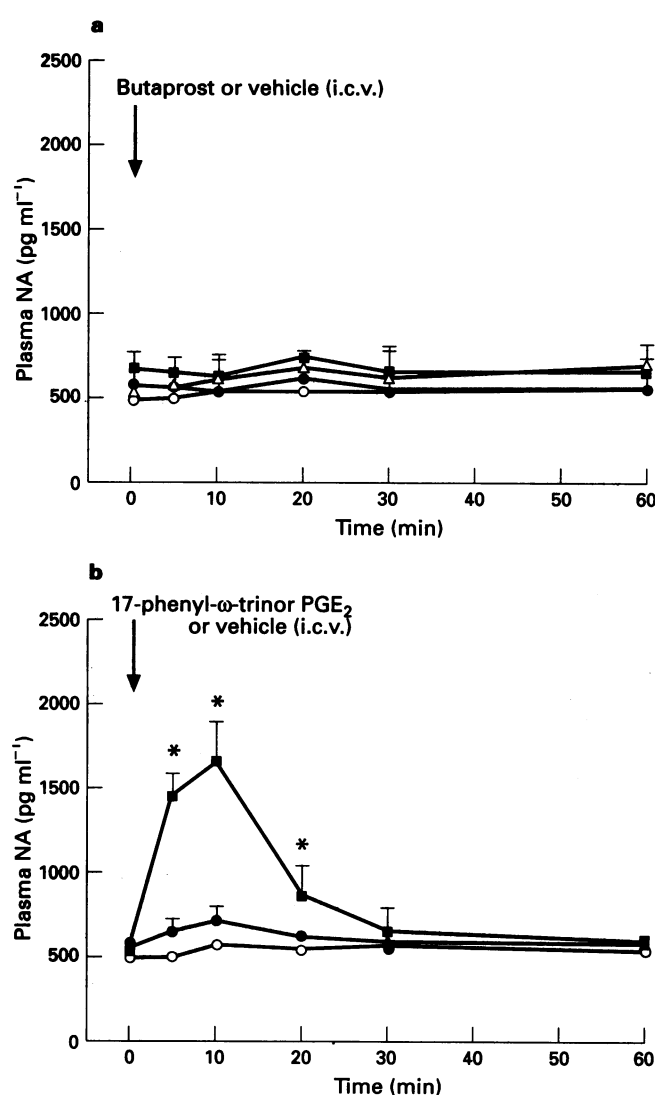 a
2500
Butaprost or vehicle (i.c.v.)
2000
1500
1000
500
0
Plasma NA (pg ml⁻¹)
0 10 20 30 40 50 60
Time (min)
b
17-phenyl-ω-trinor PGE₂
or vehicle (i.c.v.)
2500
2000
* *
1500
*
1000
500
0
Plasma NA (pg ml⁻¹)
0 10 20 30 40 50 60
Time (min)